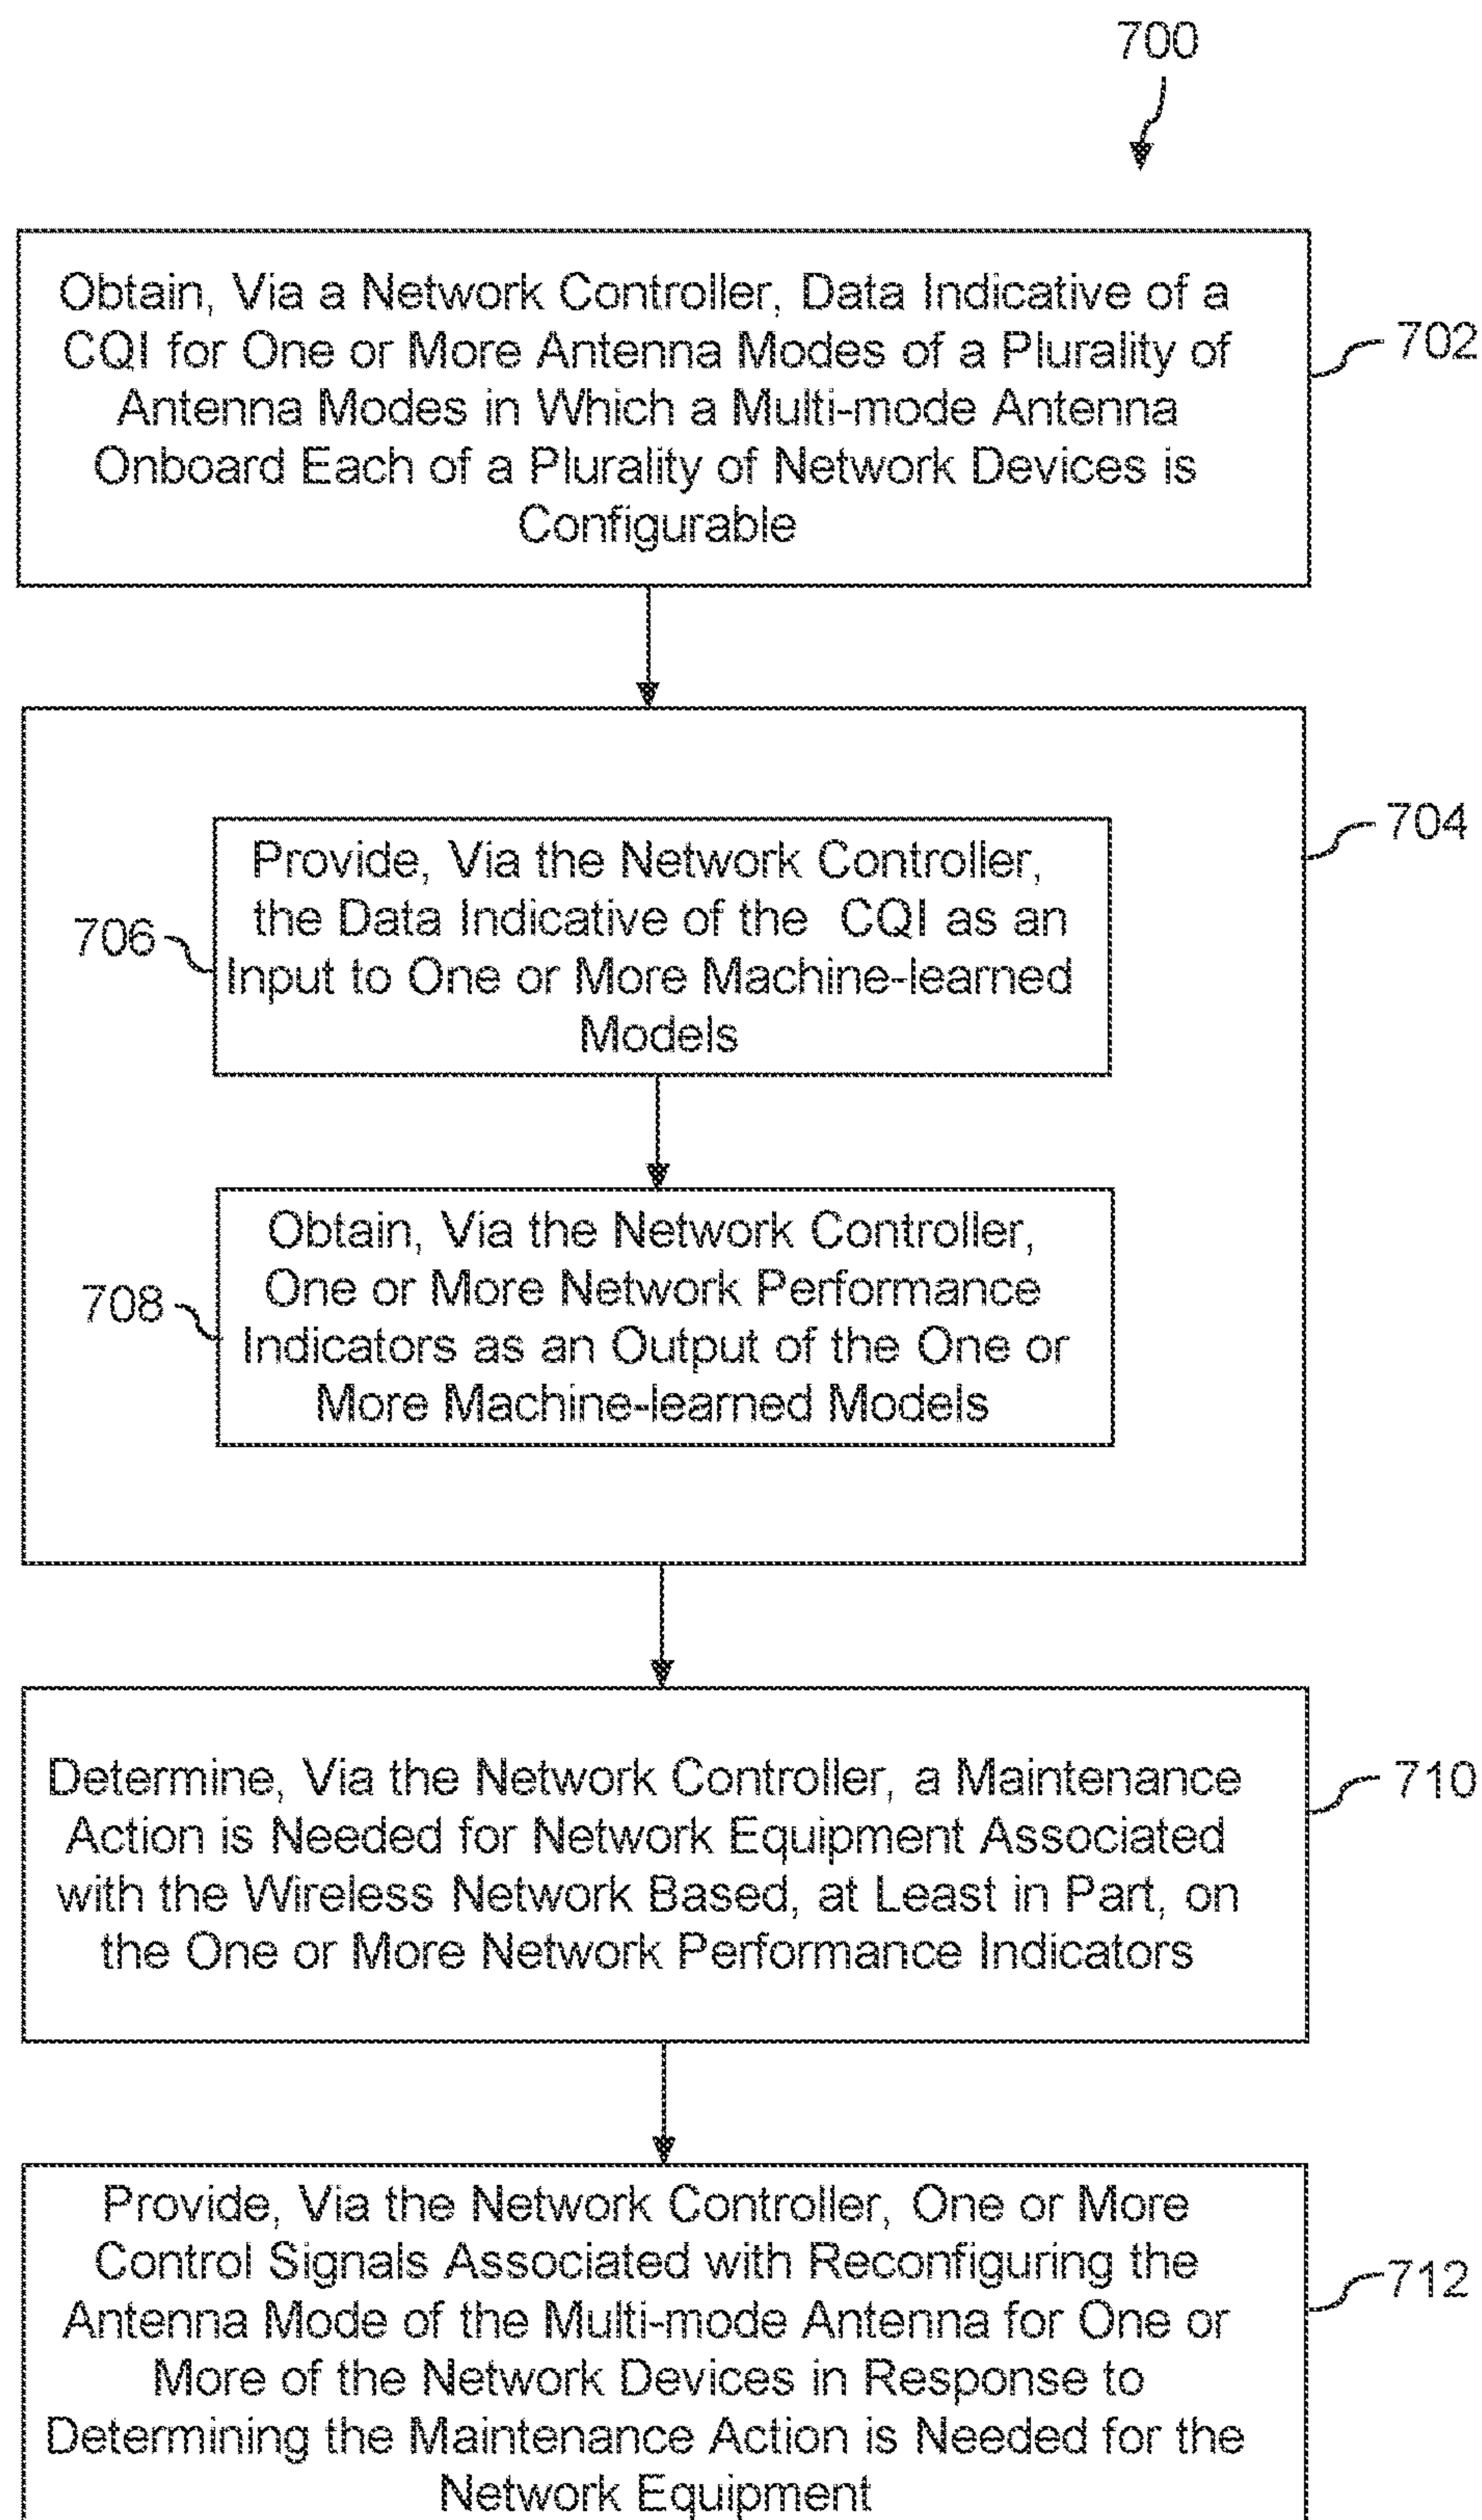 700
Obtain, Via a Network Controller, Data Indicative of a
CQI for One or More Antenna Modes of a Plurality of
Antenna Modes in Which a Multi-mode Antenna
Onboard Each of a Plurality of Network Devices is
Configurable
702
704
Provide, Via the Network Controller,
the Data Indicative of the CQI as an
Input to One or More Machine-learned
Models
706
Obtain, Via the Network Controller,
One or More Network Performance
Indicators as an Output of the One or
More Machine-learned Models
708
Determine, Via the Network Controller, a Maintenance
Action is Needed for Network Equipment Associated
with the Wireless Network Based, at Least in Part, on
the One or More Network Performance Indicators
710
Provide, Via the Network Controller, One or More
Control Signals Associated with Reconfiguring the
Antenna Mode of the Multi-mode Antenna for One or
More of the Network Devices in Response to
Determining the Maintenance Action is Needed for the
Network Equipment
712